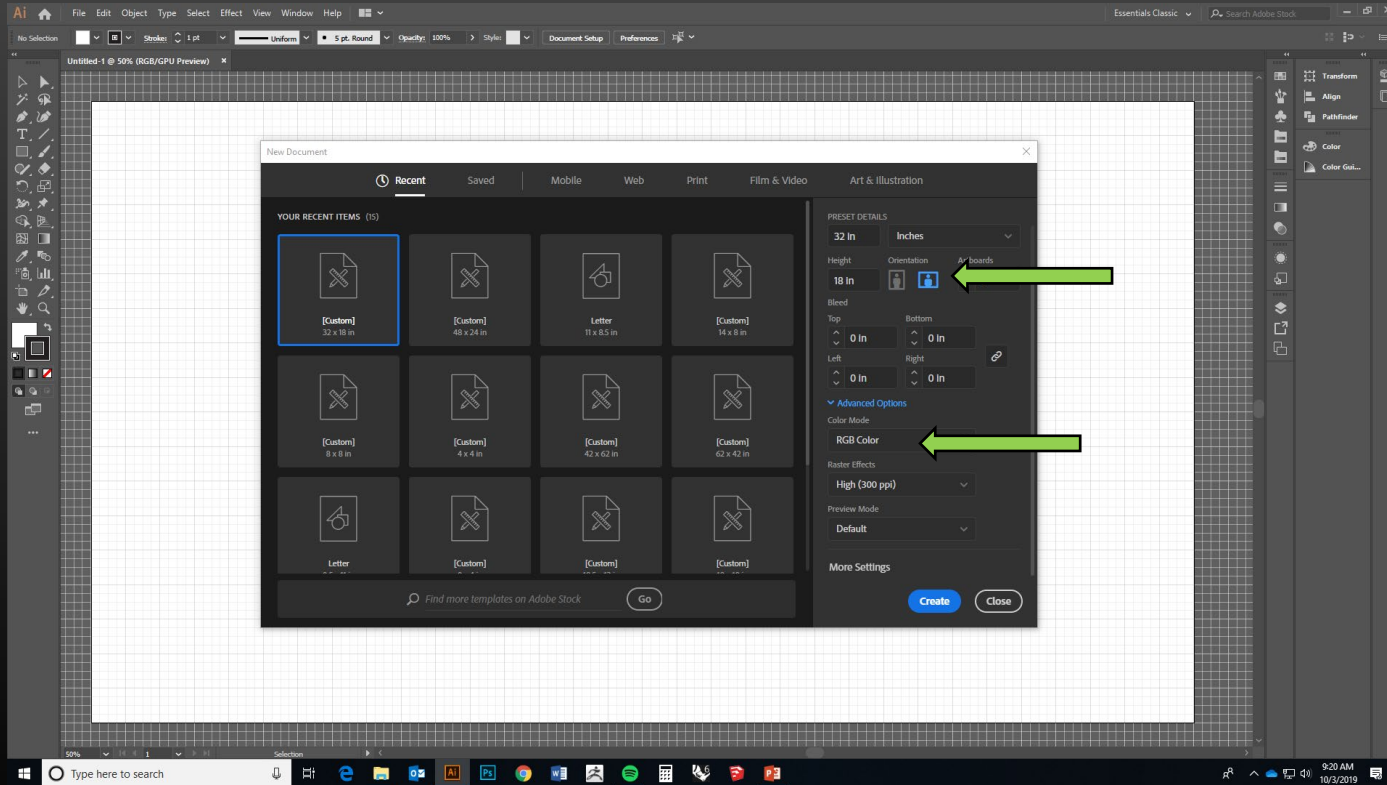 Ai File Edit Object Type Select Effect View Window Help Essentials Classic Search Adobe Stock
No Selection Stroke: 1 pt Uniform 5 pt. Round Opacity: 100% Style: Document Setup Preferences
Untitled-1 @ 50% (RGB/GPU Preview) ×
Transform
Align
Pathfinder
Color
Color Gui...
New Document
Recent Saved Mobile Web Print Film & Video Art & Illustration
YOUR RECENT ITEMS (15)
[Custom]
32 x 18 in
[Custom]
48 x 24 in
Letter
11 x 8.5 in
[Custom]
14 x 8 in
[Custom]
8 x 8 in
[Custom]
4 x 4 in
[Custom]
42 x 62 in
[Custom]
62 x 42 in
Letter
[Custom]
[Custom]
[Custom]
Find more templates on Adobe Stock Go
PRESET DETAILS
32 in Inches
Height Orientation
18 in
Bleed
Top Bottom
0 in 0 in
Left Right
0 in 0 in
Advanced Options
Color Mode
RGB Color
Raster Effects
High (300 ppi)
Preview Mode
Default
More Settings
Create Close
50% 1 Selection
Type here to search
Ai Ps
9:20 AM
10/3/2019